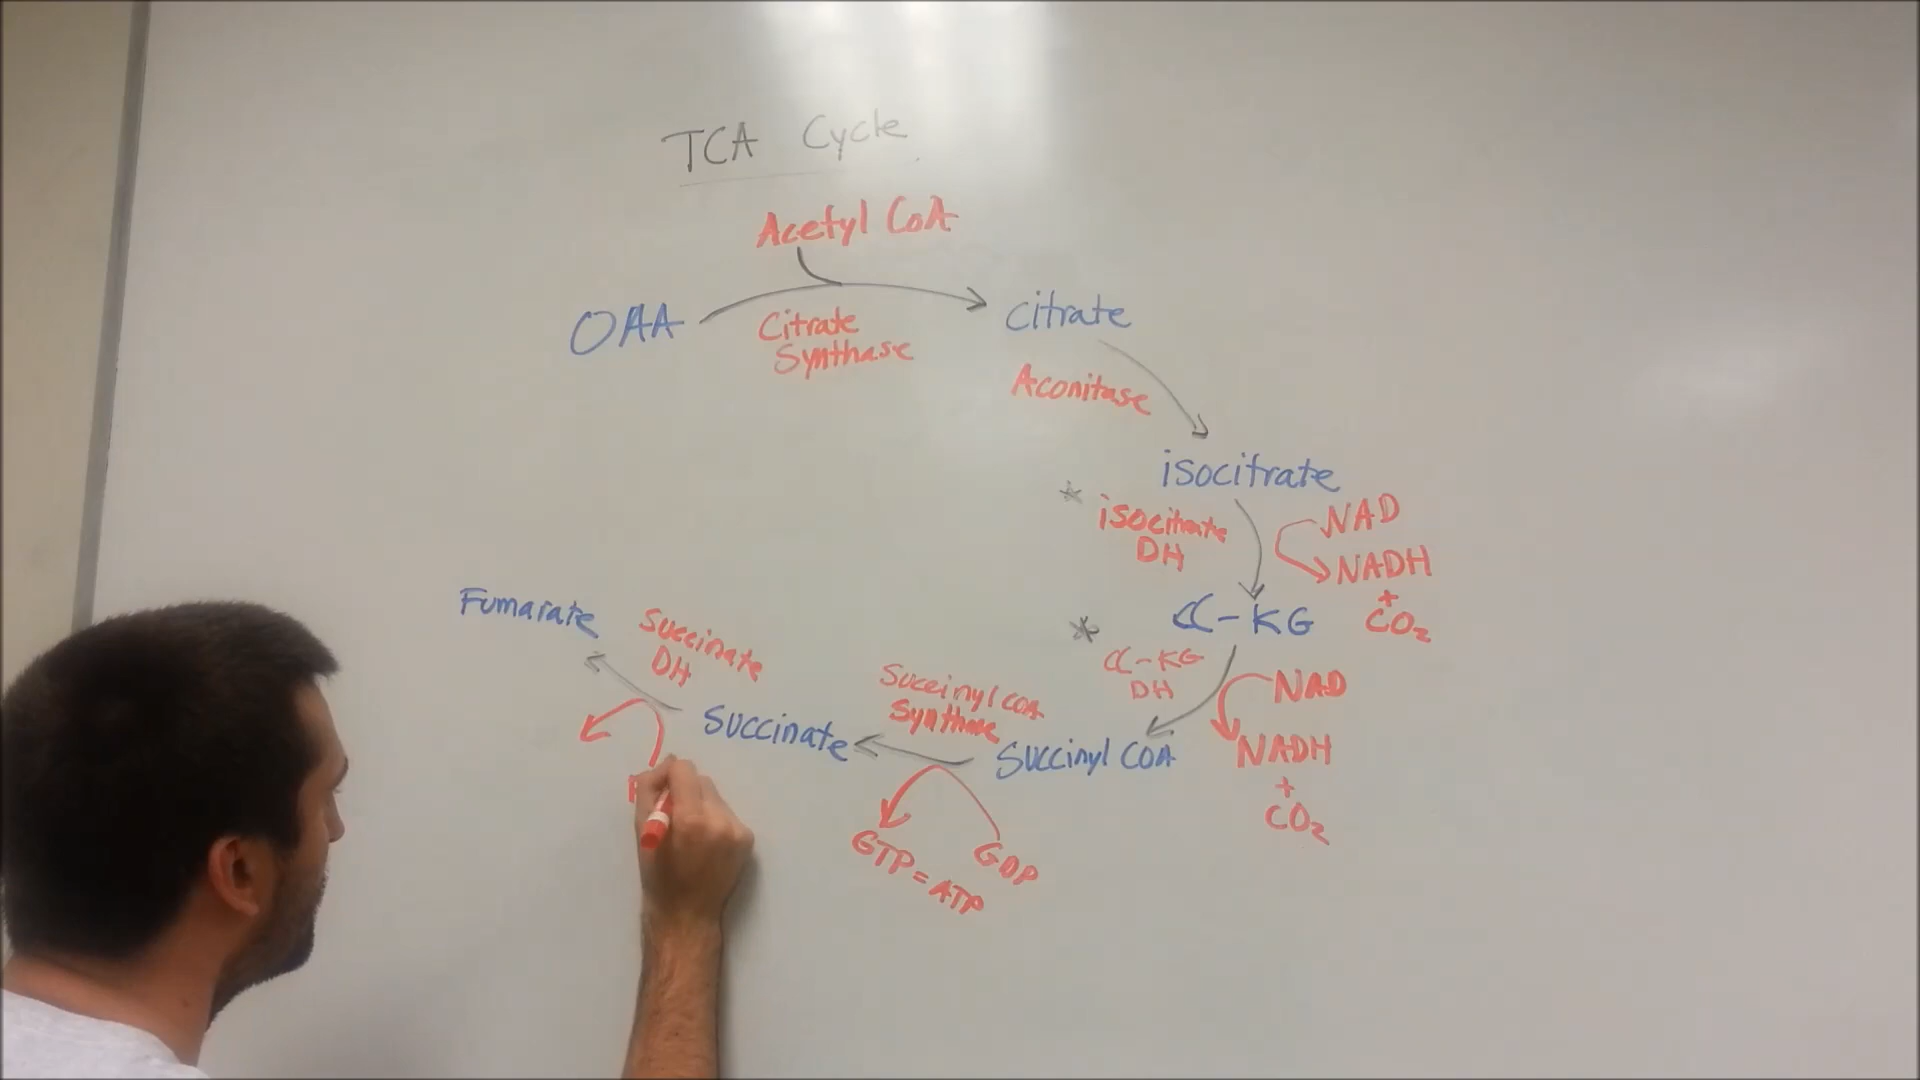 TCA Cycle
Acetyl CoA
OAA
Citrate
Synthase
citrate
Aconitase
isocitrate
* isocitrate
DH
NAD
NADH
+
CO₂
α-KG
* α-KG
DH
NAD
NADH
+
CO₂
Succinyl COA
Succinyl COA
Synthase
GDP
GTP = ATP
Succinate
Succinate
DH
Fumarate